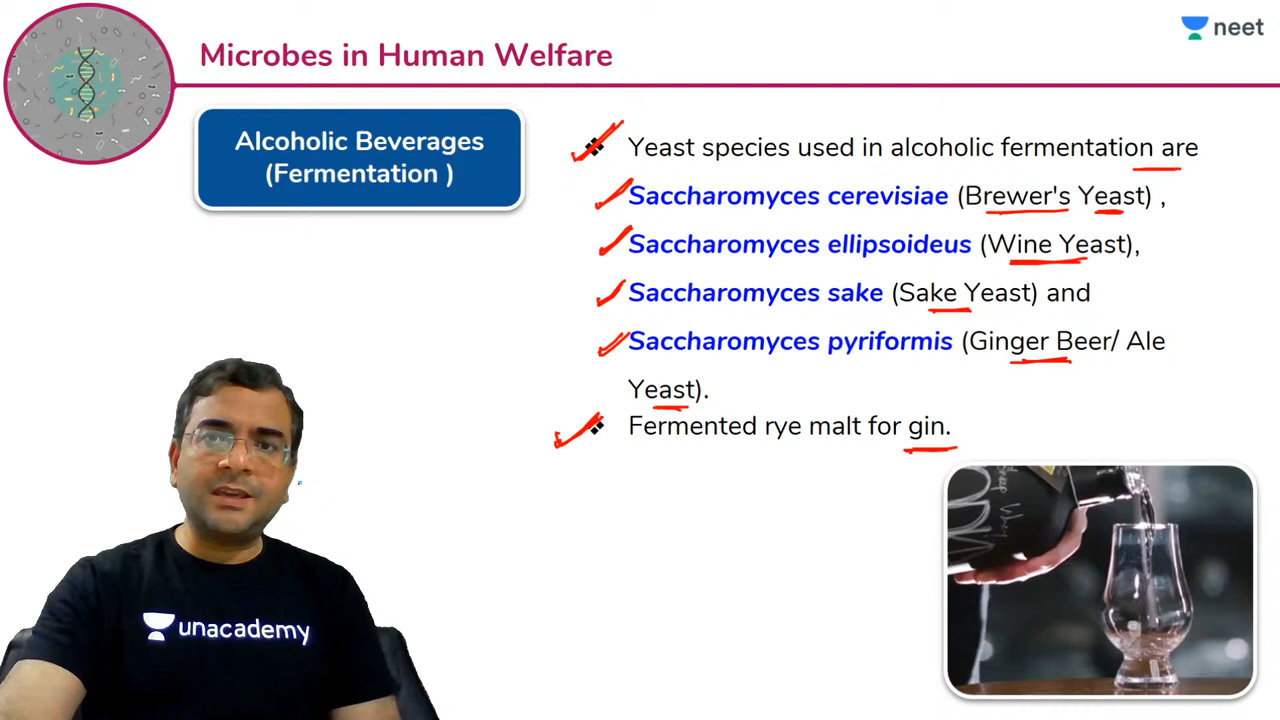 Microbes in Human Welfare
neet
Alcoholic Beverages
(Fermentation )
Yeast species used in alcoholic fermentation are
Saccharomyces cerevisiae (Brewer's Yeast) ,
Saccharomyces ellipsoideus (Wine Yeast),
Saccharomyces sake (Sake Yeast) and
Saccharomyces pyriformis (Ginger Beer/ Ale
Yeast).
Fermented rye malt for gin.
unacademy